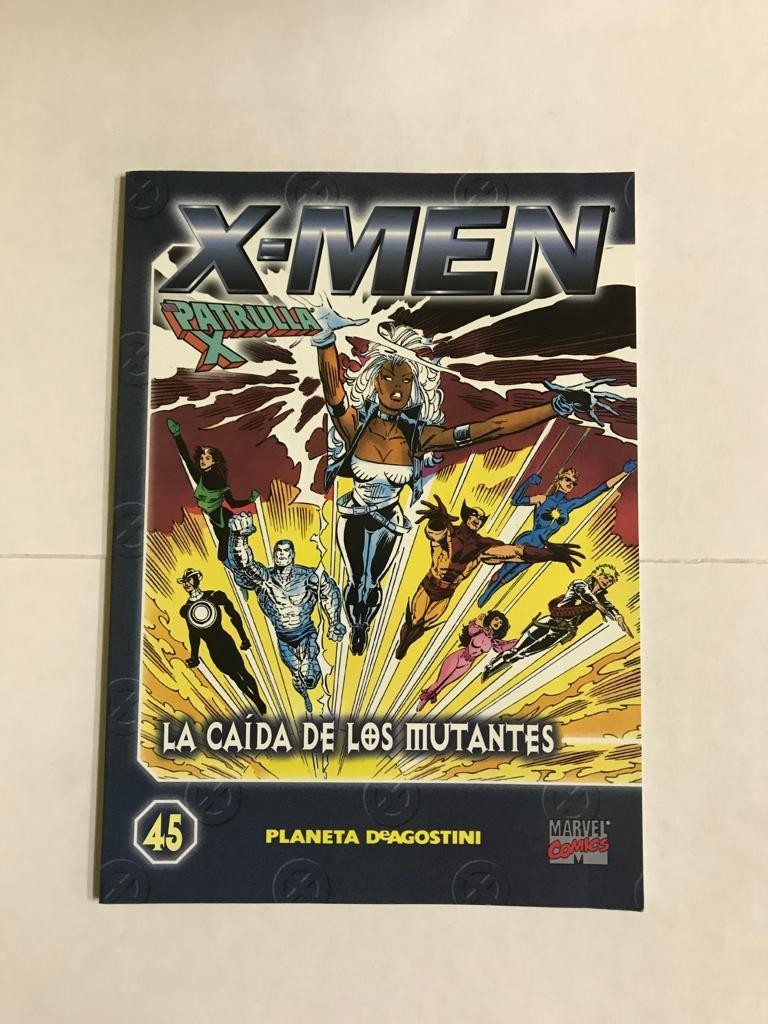 X-MEN
PATRULLA
X
LA CAÍDA DE LOS MUTANTES
45
PLANETA DeAGOSTINI
MARVEL
COMICS
M